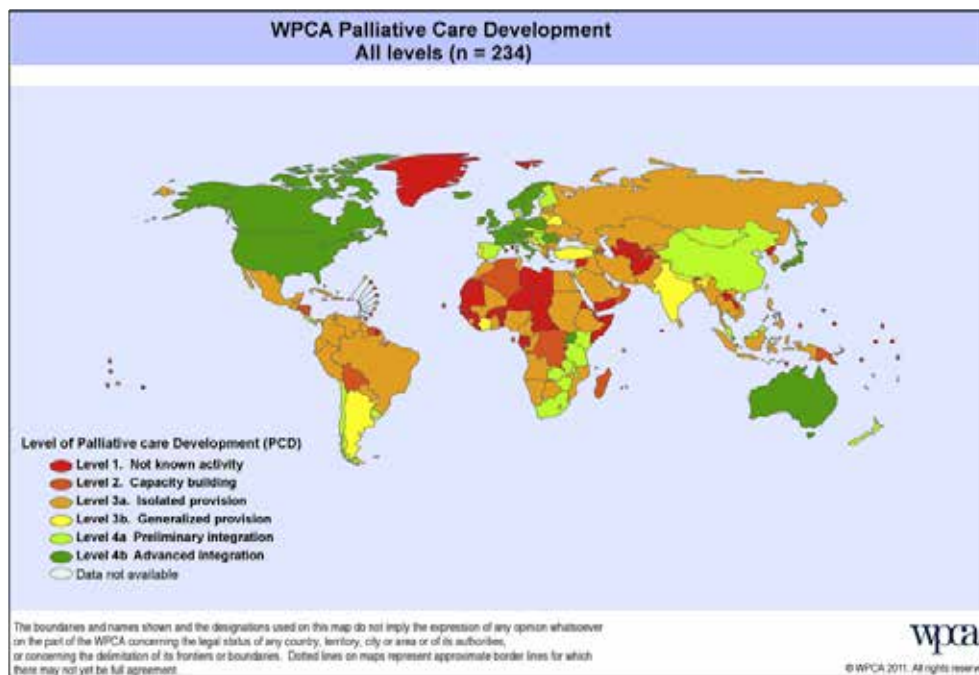 WPCA Palliative Care Development
All levels (n = 234)
Level of Palliative care Development (PCD)
Level 1. Not known activity
Level 2. Capacity building
Level 3a. Isolated provision
Level 3b. Generalized provision
Level 4a Preliminary integration
Level 4b Advanced integration
Data not available
The boundaries and names shown and the designations used on this map do not imply the expression of any opinion whatsoever
on the part of the WPCA concerning the legal status of any country, territory, city or area or of its authorities,
or concerning the delimitation of its frontiers or boundaries. Dotted lines on maps represent approximate border lines for which
there may not yet be full agreement
wpca
© WPCA 2011. All rights reserve